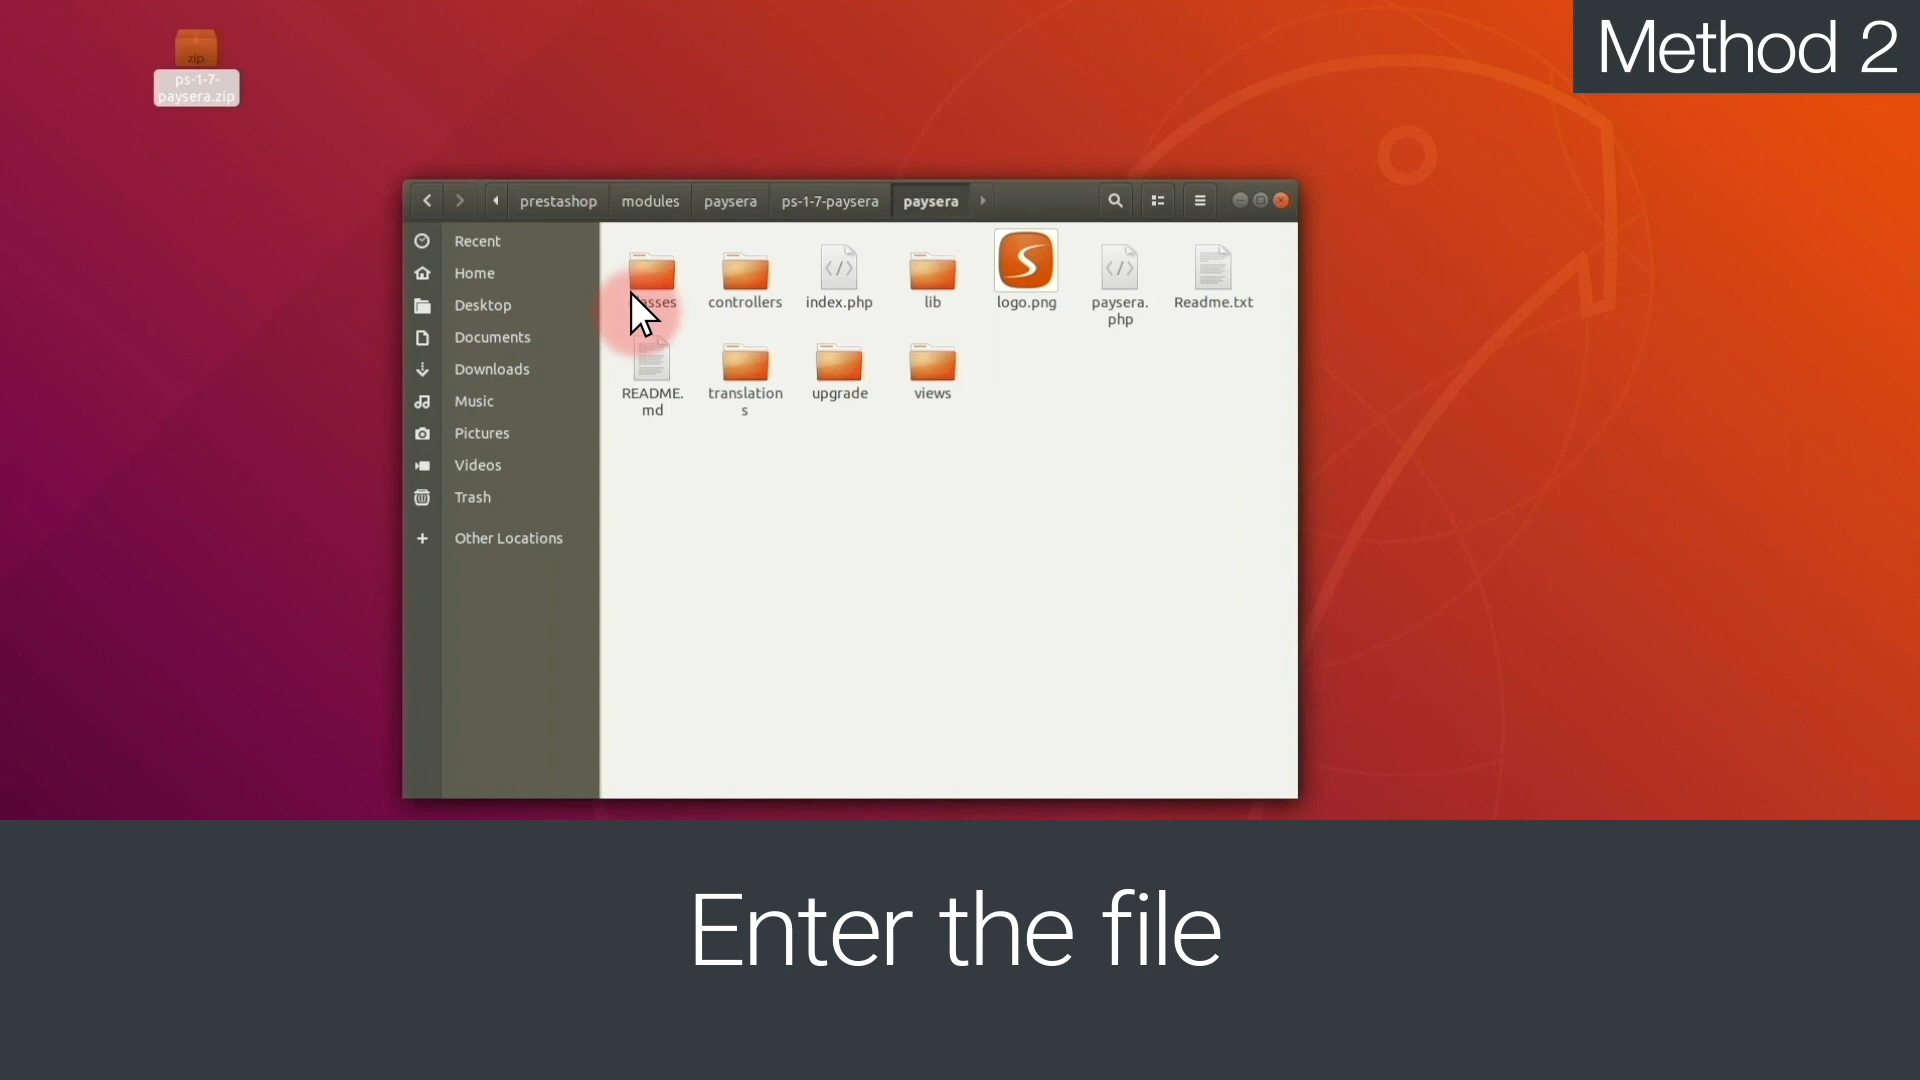 Method 2
zip
ps-1-7-
paysera.zip
prestashop modules paysera ps-1-7-paysera paysera
Recent
Home
Desktop
Documents
Downloads
Music
Pictures
Videos
Trash
Other Locations
controllers index.php lib logo.png paysera. Readme.txt
php
README. translation upgrade views
md s
Enter the file